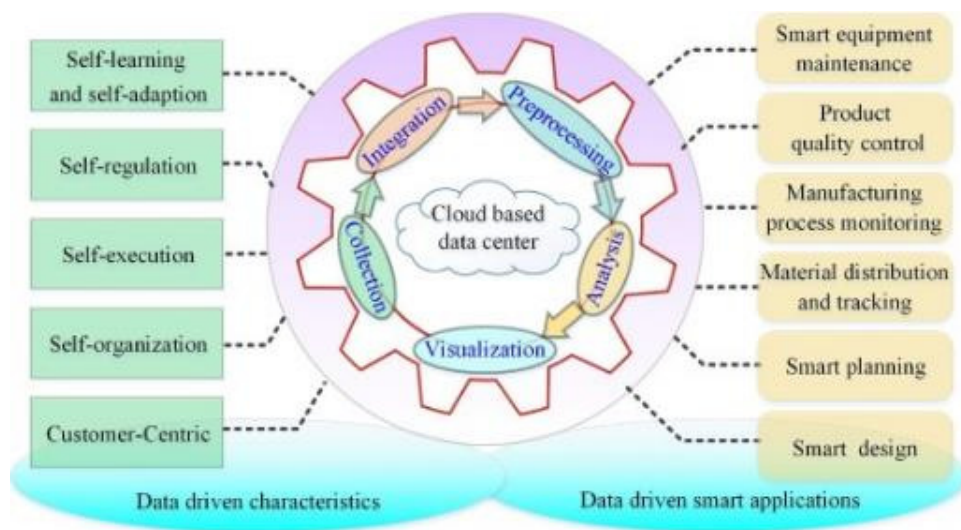 Self-learning
and self-adaption
Self-regulation
Self-execution
Self-organization
Customer-Centric
Data driven characteristics
Integration
Preprocessing
Analysis
Visualization
Collection
Cloud based
data center
Smart equipment
maintenance
Product
quality control
Manufacturing
process monitoring
Material distribution
and tracking
Smart planning
Smart design
Data driven smart applications